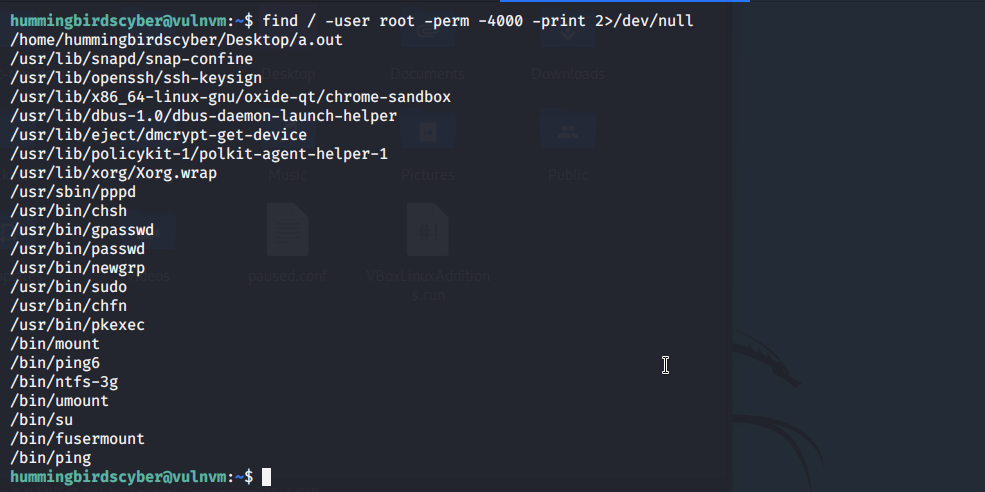 hummingbirdscyber@vulnvm:~$ find / -user root -perm -4000 -print 2>/dev/null
/home/hummingbirdscyber/Desktop/a.out
/usr/lib/snapd/snap-confine
/usr/lib/openssh/ssh-keysign
Desktop
Documents
Downloads
/usr/lib/x86_64-linux-gnu/oxide-qt/chrome-sandbox
/usr/lib/dbus-1.0/dbus-daemon-launch-helper
/usr/lib/eject/dmcrypt-get-device
/usr/lib/policykit-1/polkit-agent-helper-1
/usr/lib/xorg/Xorg.wrap
Music
Pictures
Public
/usr/sbin/pppd
/usr/bin/chsh
/usr/bin/gpasswd
/usr/bin/passwd
/usr/bin/newgrp
paused.conf
VBoxLinuxAddition
s.run
/usr/bin/sudo
/usr/bin/chfn
/usr/bin/pkexec
/bin/mount
/bin/ping6
/bin/ntfs-3g
/bin/umount
/bin/su
/bin/fusermount
/bin/ping
hummingbirdscyber@vulnvm:~$